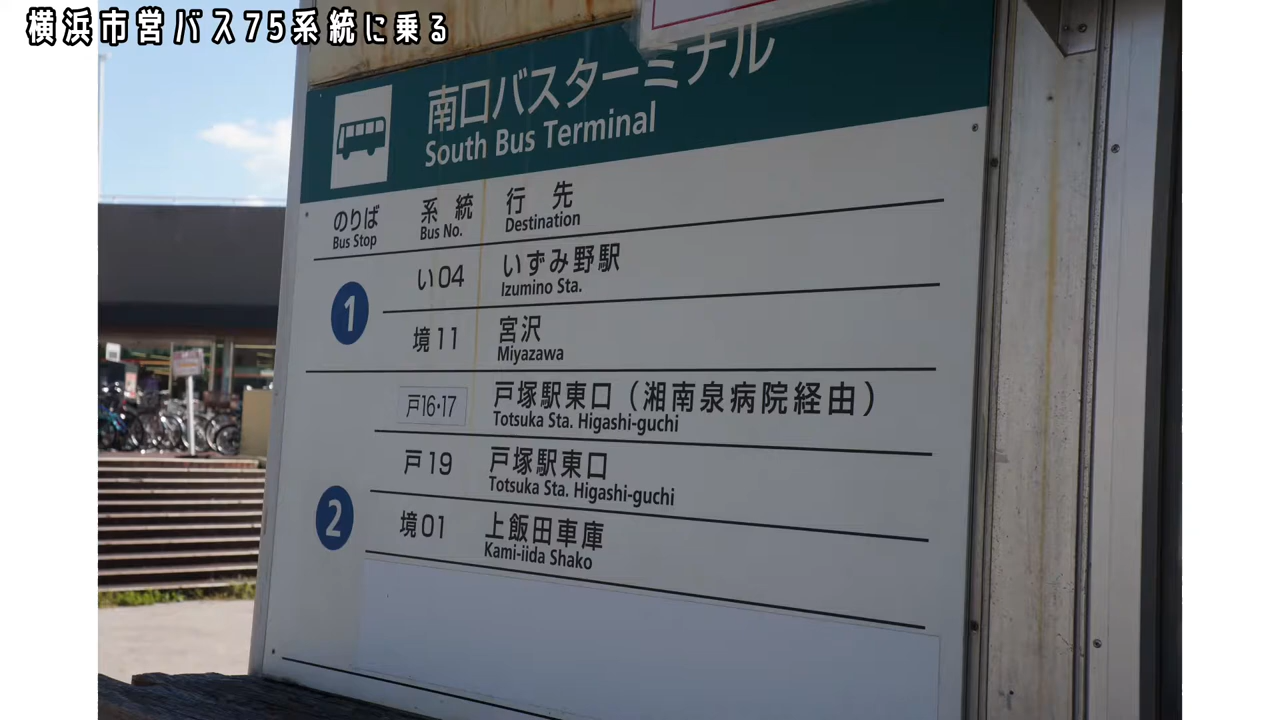 横浜市営バス75系統に乗る
南口バスターミナル
South Bus Terminal
のりば 系統 行先
Bus Stop Bus No. Destination
1
い04 いずみ野駅
Izumino Sta.
境11 宮沢
Miyazawa
2
戸16・17 戸塚駅東口（湘南泉病院経由）
Totsuka Sta. Higashi-guchi
戸19 戸塚駅東口
Totsuka Sta. Higashi-guchi
境01 上飯田車庫
Kami-iida Shako